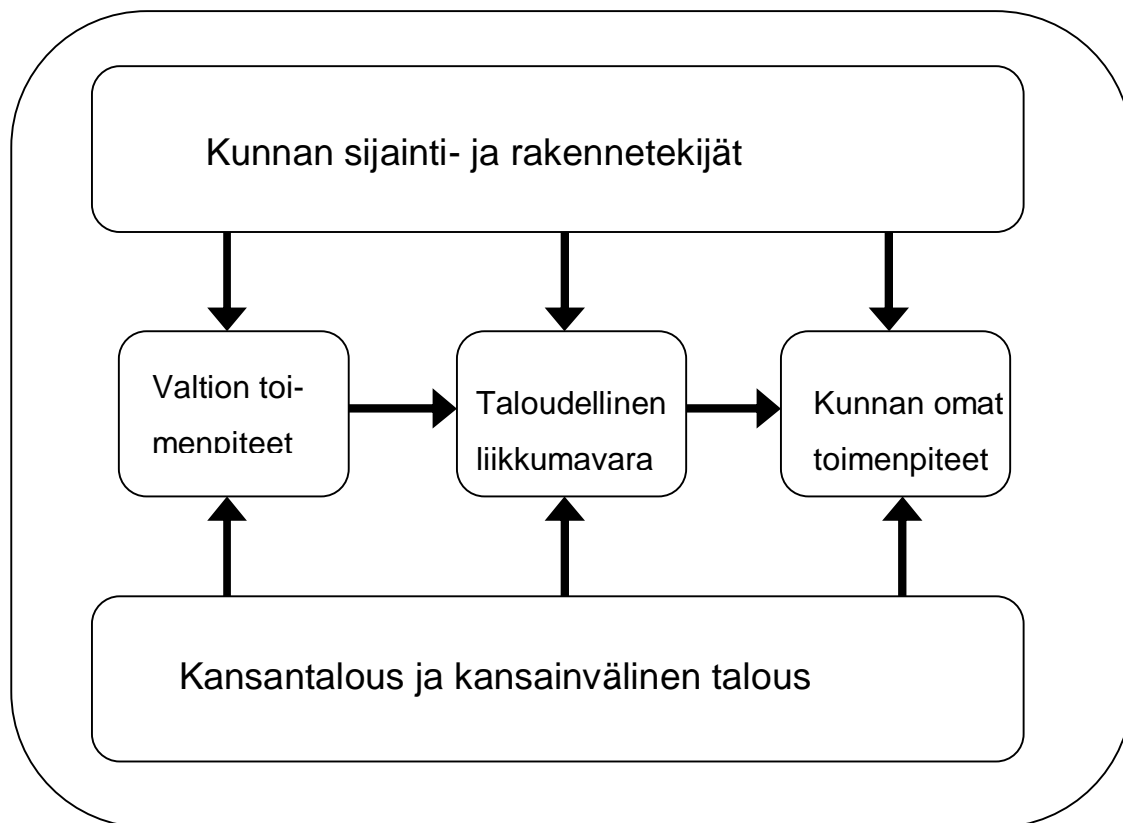 Kunnan sijainti- ja rakennetekijät
Valtion toi-
menpiteet
Taloudellinen
liikkumavara
Kunnan omat
toimenpiteet
Kansantalous ja kansainvälinen talous